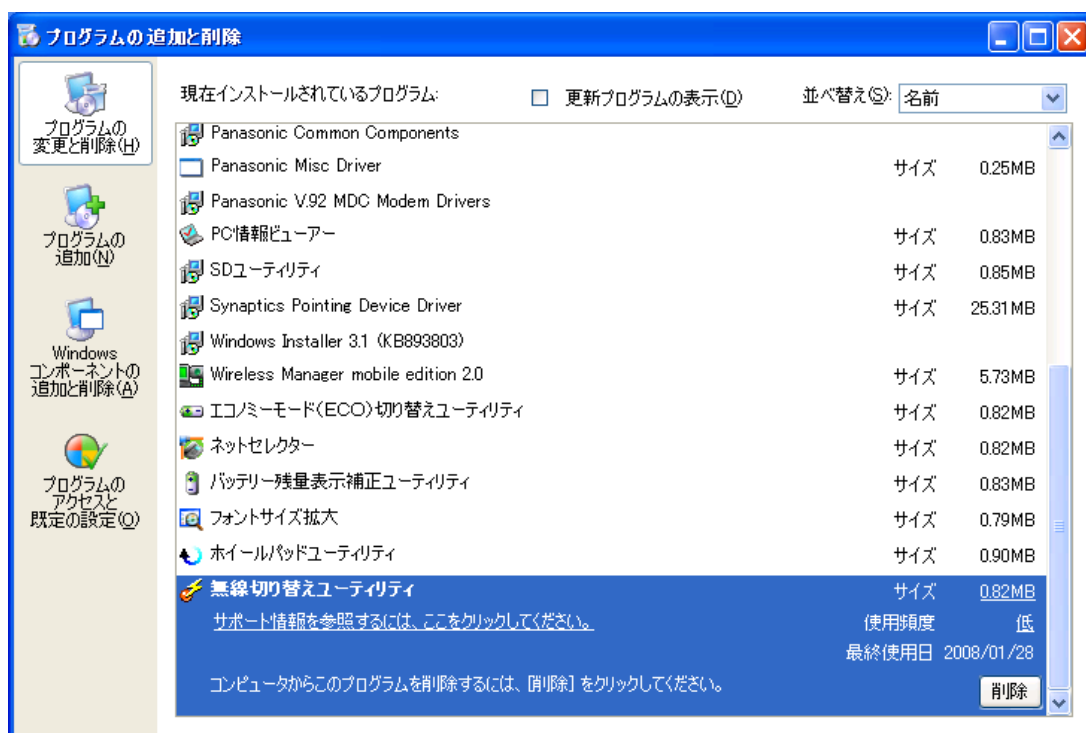 プログラムの追加と削除
プログラムの
変更と削除(H)
プログラムの
追加(N)
Windows
コンポーネントの
追加と削除(A)
プログラムの
アクセスと
既定の設定(O)
現在インストールされているプログラム:
更新プログラムの表示(D)
並べ替え(S): 名前
Panasonic Common Components
Panasonic Misc Driver サイズ 0.25MB
Panasonic V.92 MDC Modem Drivers
PC情報ビューアー サイズ 0.83MB
SDユーティリティ サイズ 0.85MB
Synaptics Pointing Device Driver サイズ 25.31MB
Windows Installer 3.1 (KB893803)
Wireless Manager mobile edition 2.0 サイズ 5.73MB
エコノミーモード(ECO)切り替えユーティリティ サイズ 0.82MB
ネットセレクター サイズ 0.82MB
バッテリー残量表示補正ユーティリティ サイズ 0.83MB
フォントサイズ拡大 サイズ 0.79MB
ホイールパッドユーティリティ サイズ 0.90MB
無線切り替えユーティリティ サイズ 0.82MB
サポート情報を参照するには、ここをクリックしてください。 使用頻度 低
最終使用日 2008/01/28
コンピュータからこのプログラムを削除するには、[削除] をクリックしてください。 削除